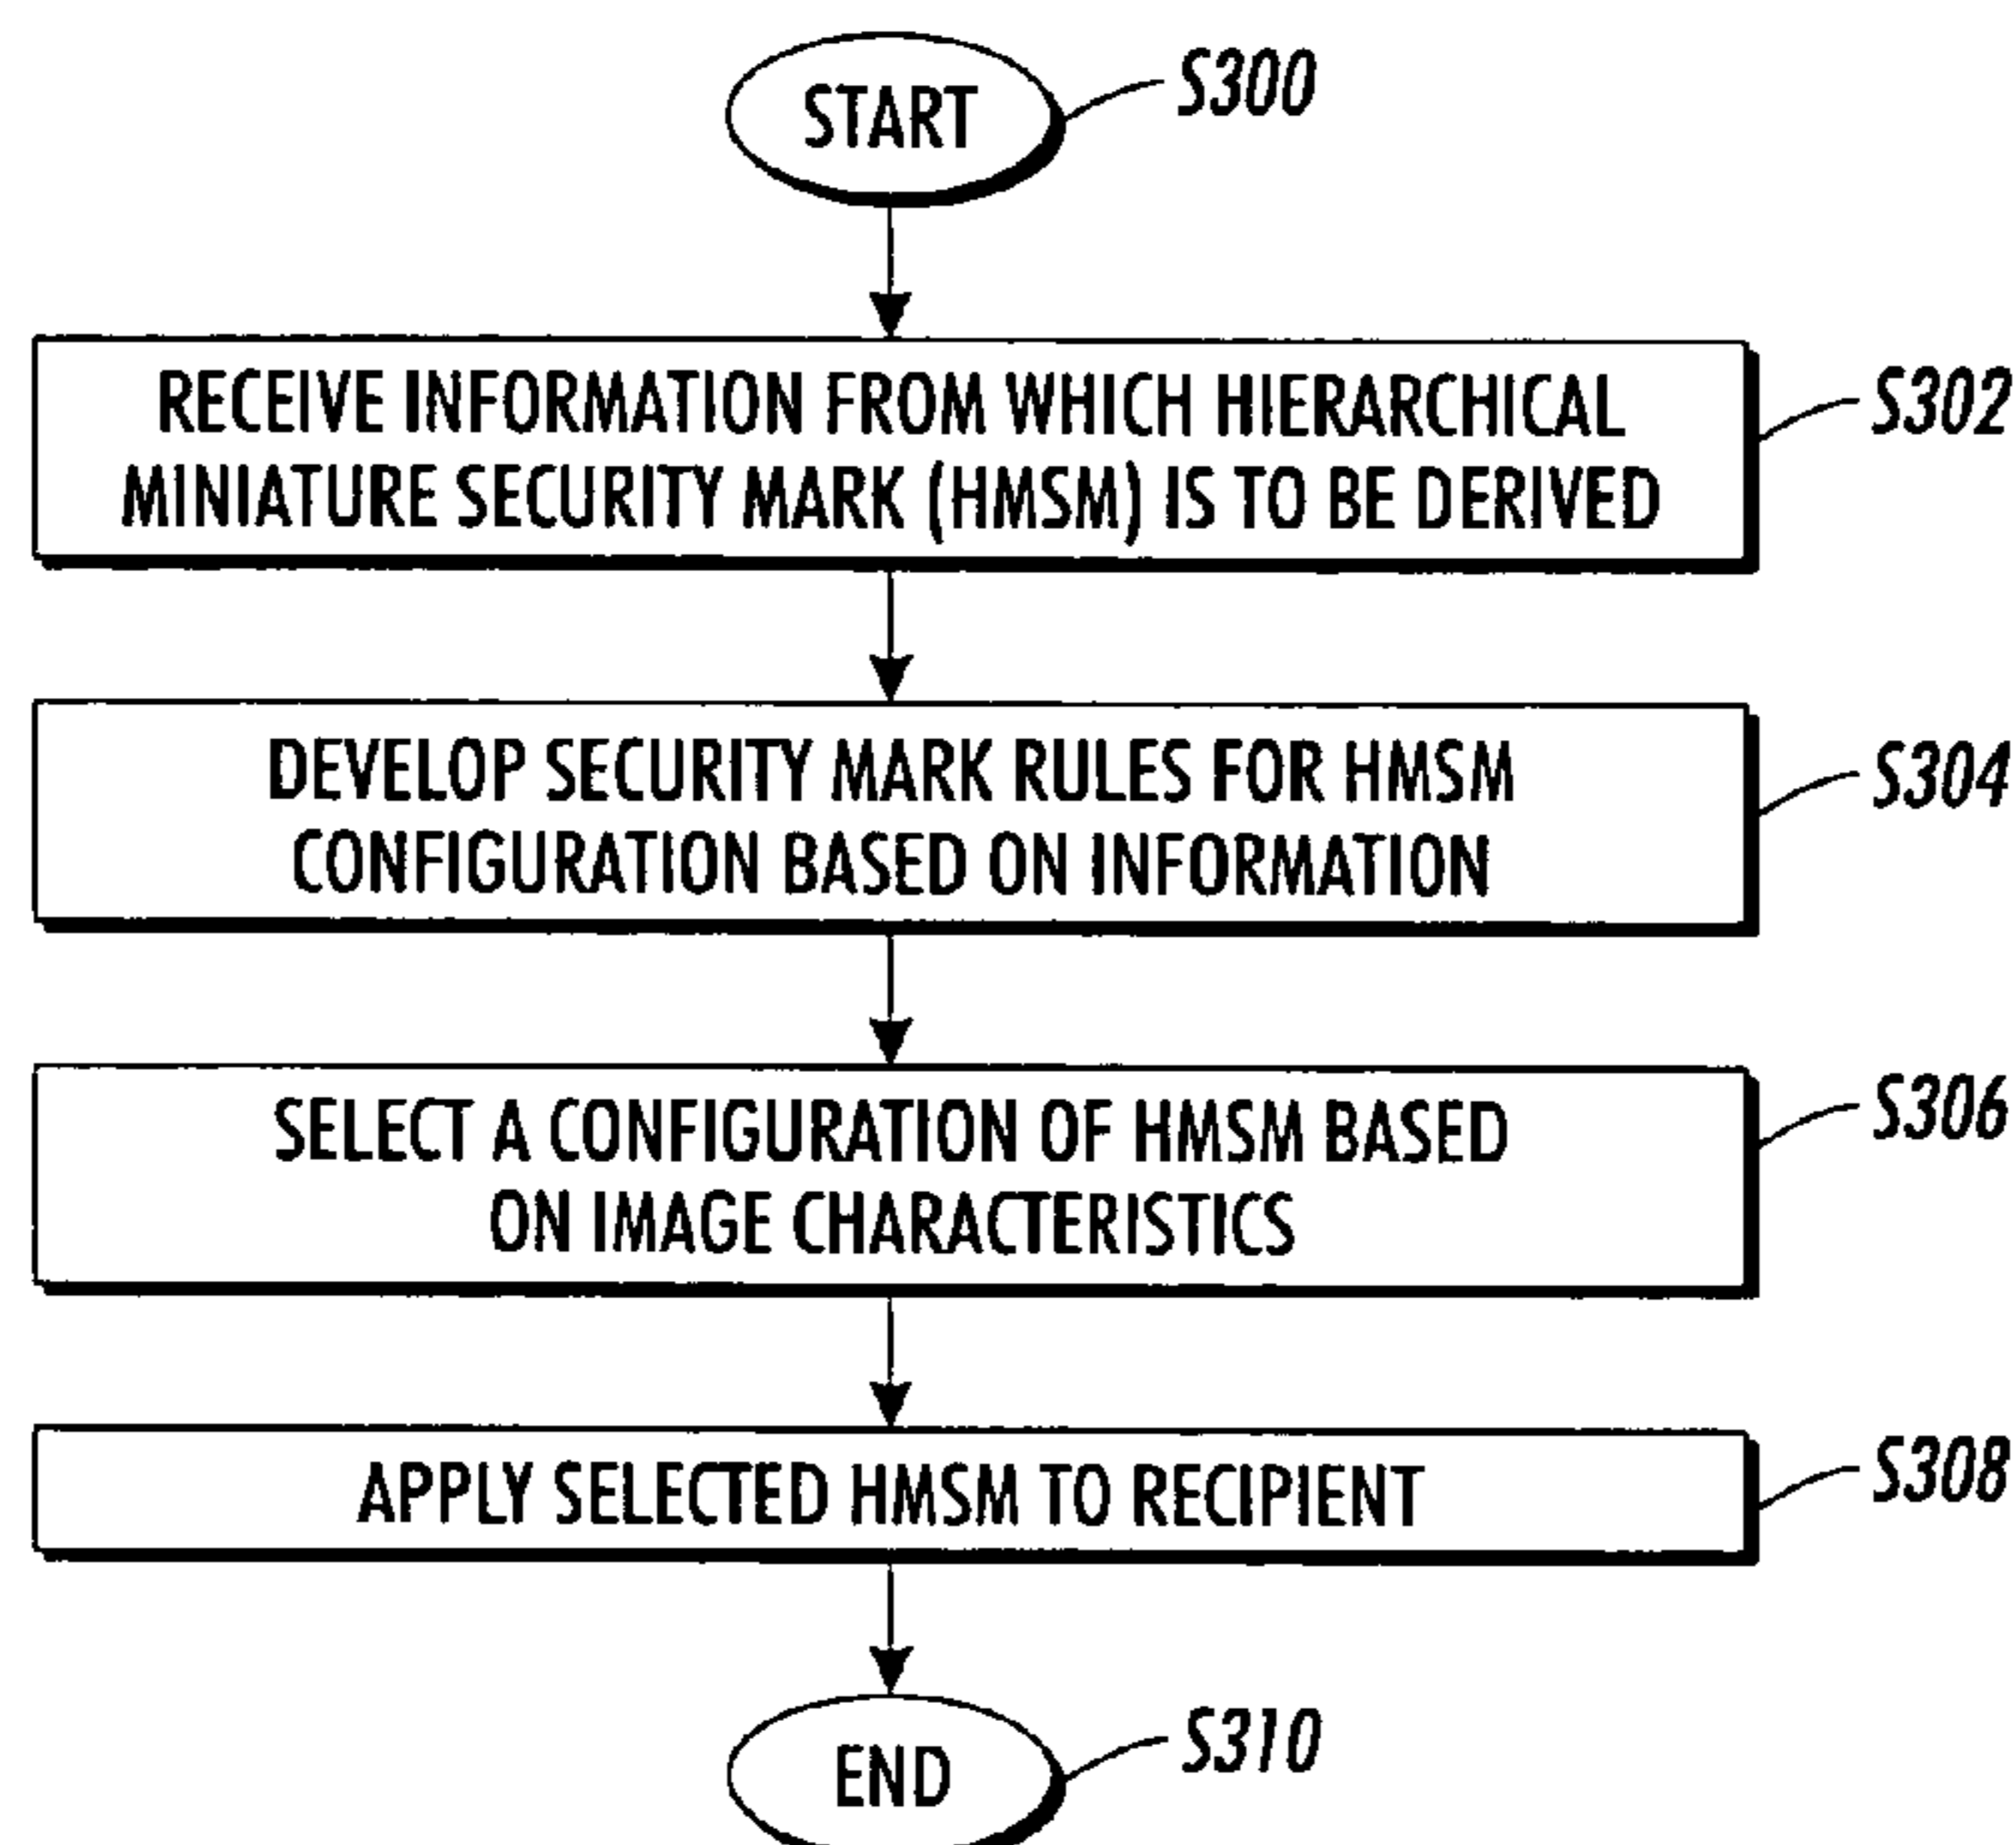 START
S300
RECEIVE INFORMATION FROM WHICH HIERARCHICAL
MINIATURE SECURITY MARK (HMSM) IS TO BE DERIVED
S302
DEVELOP SECURITY MARK RULES FOR HMSM
CONFIGURATION BASED ON INFORMATION
S304
SELECT A CONFIGURATION OF HMSM BASED
ON IMAGE CHARACTERISTICS
S306
APPLY SELECTED HMSM TO RECIPIENT
S308
END
S310